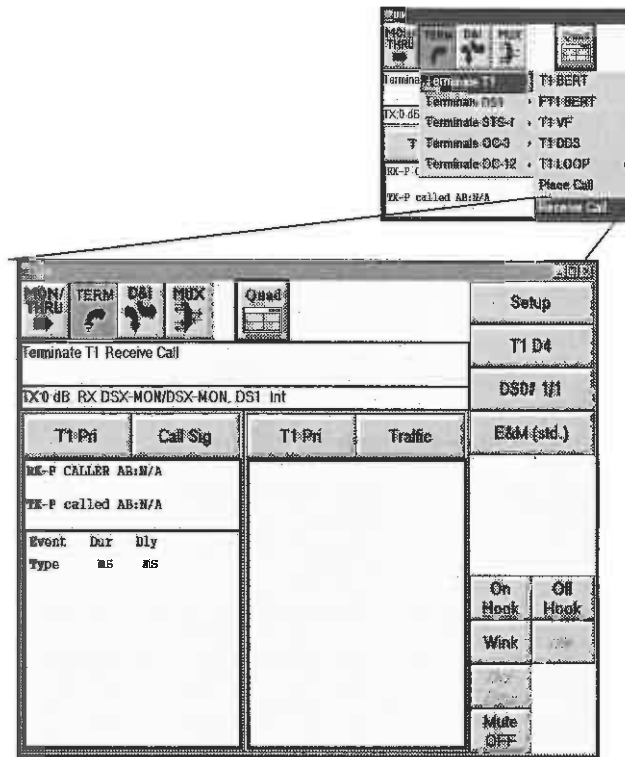 MON/ THRU
TERM
D&I
MUX
Quad
Terminate T1
T1 BERT
Terminate DS1
FT1 BERT
Terminate STS-1
T1 VF
Terminate OC-3
T1 DDS
Terminate OC-12
T1 LOOP
Place Call
Receive Call
TX:0 dB
TX-P called AB:N/A
MON/ THRU
TERM
D&I
MUX
Quad
Setup
Terminate T1 Receive Call
T1 D4
TX:0 dB RX DSX-MON/DSX-MON, DS1 Int
DS0# 1/1
T1 Pri
Call Sig
T1 Pri
Traffic
E&M (std.)
RX-P CALLER AB:N/A
TX-P called AB:N/A
Event Dur Dly
Type ms ms
On Hook
Off Hook
Wink
Mute OFF